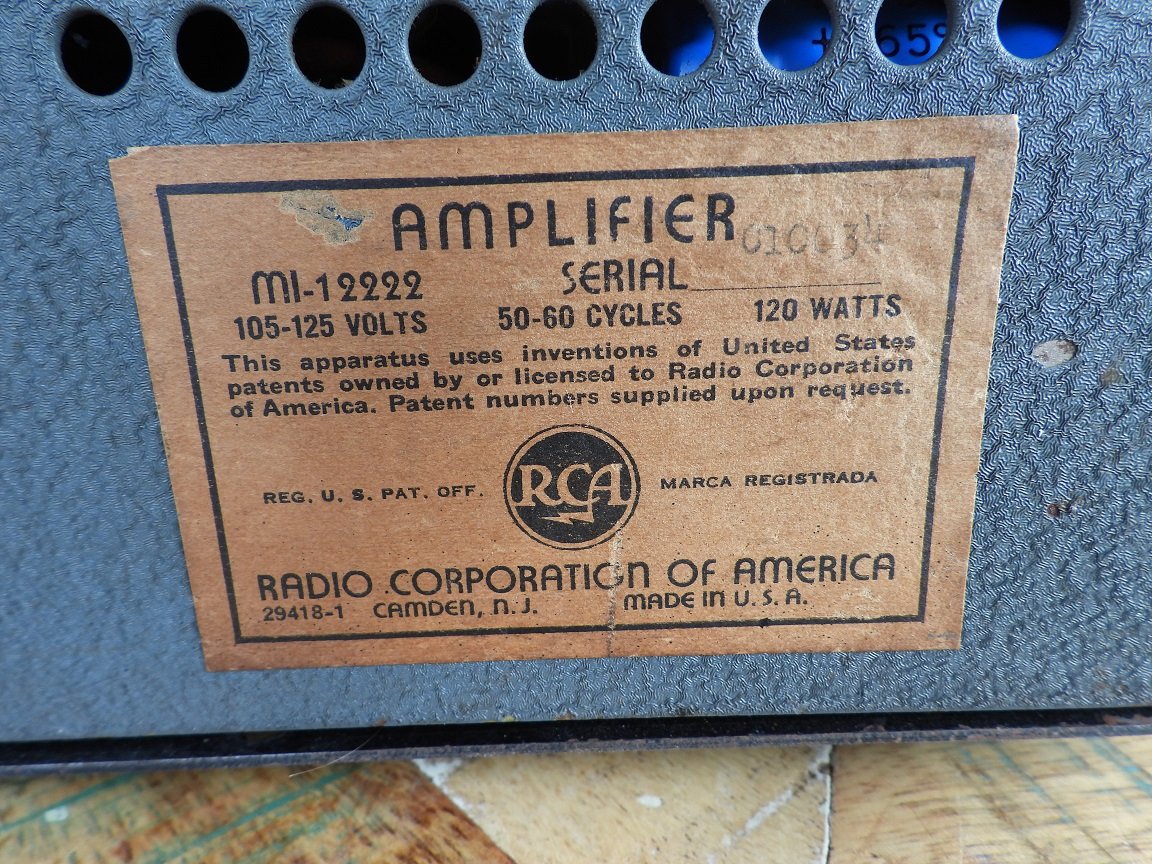 55°
AMPLIFIER
MI-12222 SERIAL
105-125 VOLTS 50-60 CYCLES 120 WATTS
This apparatus uses inventions of United States
patents owned by or licensed to Radio Corporation
of America. Patent numbers supplied upon request.
REG. U. S. PAT. OFF. RCA MARCA REGISTRADA
RADIO CORPORATION OF AMERICA
29418-1 CAMDEN, N. J. MADE IN U. S. A.